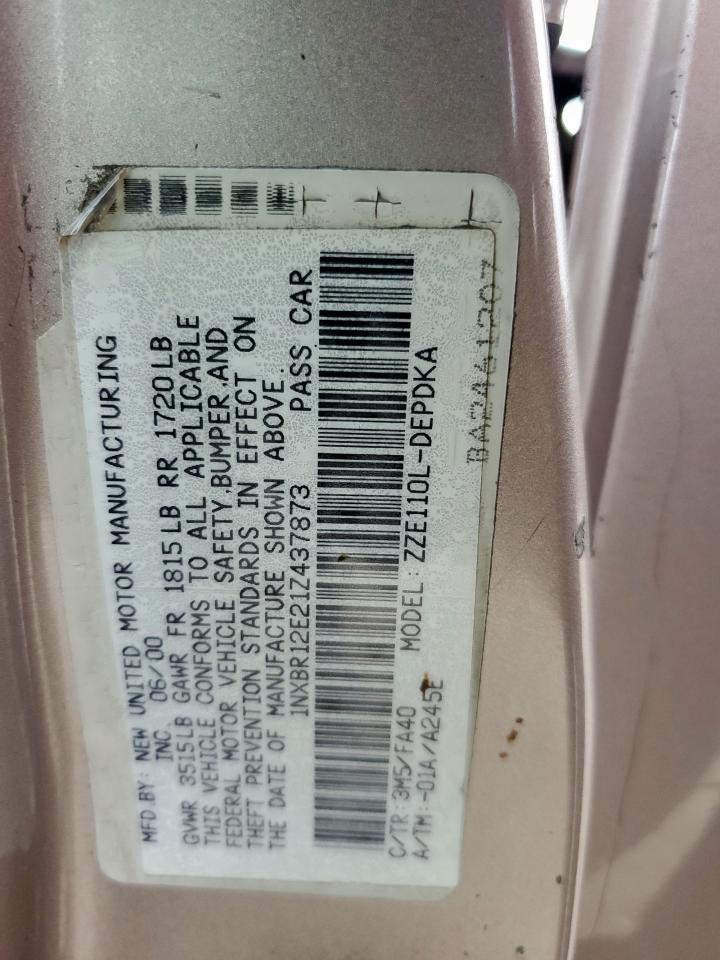 MFD.BY: NEW UNITED MOTOR MANUFACTURING
INC. 06/00
GVWR 3515LB GAWR FR 1815LB RR 1720LB
THIS VEHICLE CONFORMS TO ALL APPLICABLE
FEDERAL MOTOR VEHICLE SAFETY,BUMPER,AND
THEFT PREVENTION STANDARDS IN EFFECT ON
THE DATE OF MANUFACTURE SHOWN ABOVE.
1NXBR12E21Z437873 PASS CAR
C/TR: 3M5/FA40 MODEL: ZZE110L-DEPDKA
A/TM:-01A/A245E
BA2461207